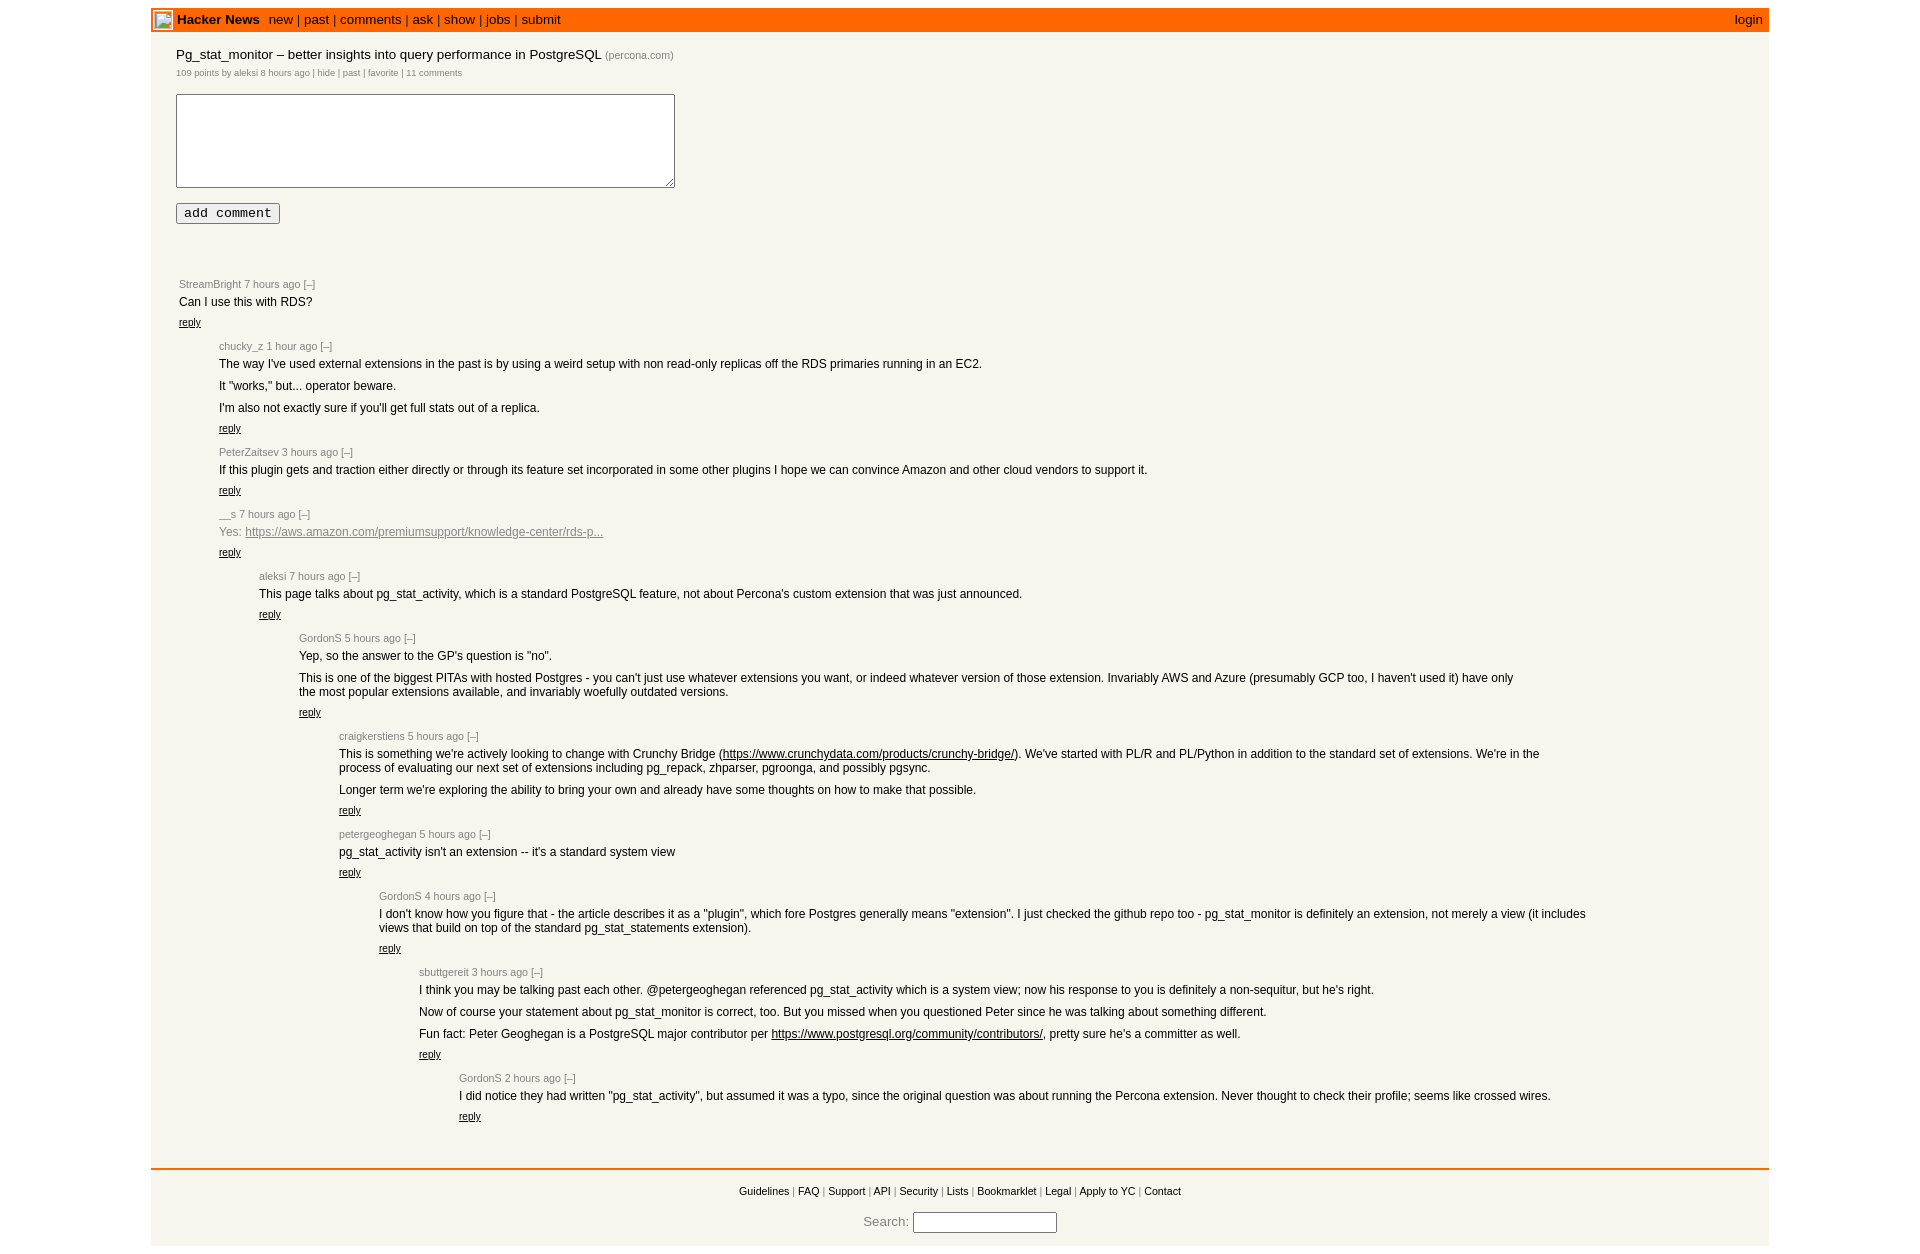 Hacker News new | past | comments | ask | show | jobs | submit login
Pg_stat_monitor – better insights into query performance in PostgreSQL (percona.com)
109 points by aleksi 8 hours ago | hide | past | favorite | 11 comments
add comment
StreamBright 7 hours ago [–]
Can I use this with RDS?
reply
chucky_z 1 hour ago [–]
The way I've used external extensions in the past is by using a weird setup with non read-only replicas off the RDS primaries running in an EC2.
It "works," but... operator beware.
I'm also not exactly sure if you'll get full stats out of a replica.
reply
PeterZaitsev 3 hours ago [–]
If this plugin gets and traction either directly or through its feature set incorporated in some other plugins I hope we can convince Amazon and other cloud vendors to support it.
reply
__s 7 hours ago [–]
Yes: https://aws.amazon.com/premiumsupport/knowledge-center/rds-p...
reply
aleksi 7 hours ago [–]
This page talks about pg_stat_activity, which is a standard PostgreSQL feature, not about Percona's custom extension that was just announced.
reply
GordonS 5 hours ago [–]
Yep, so the answer to the GP's question is "no".
This is one of the biggest PITAs with hosted Postgres - you can't just use whatever extensions you want, or indeed whatever version of those extension. Invariably AWS and Azure (presumably GCP too, I haven't used it) have only
the most popular extensions available, and invariably woefully outdated versions.
reply
craigkerstiens 5 hours ago [–]
This is something we're actively looking to change with Crunchy Bridge (https://www.crunchydata.com/products/crunchy-bridge/). We've started with PL/R and PL/Python in addition to the standard set of extensions. We're in the
process of evaluating our next set of extensions including pg_repack, zhparser, pgroonga, and possibly pgsync.
Longer term we're exploring the ability to bring your own and already have some thoughts on how to make that possible.
reply
petergeoghegan 5 hours ago [–]
pg_stat_activity isn't an extension -- it's a standard system view
reply
GordonS 4 hours ago [–]
I don't know how you figure that - the article describes it as a "plugin", which fore Postgres generally means "extension". I just checked the github repo too - pg_stat_monitor is definitely an extension, not merely a view (it includes
views that build on top of the standard pg_stat_statements extension).
reply
sbuttgereit 3 hours ago [–]
I think you may be talking past each other. @petergeoghegan referenced pg_stat_activity which is a system view; now his response to you is definitely a non-sequitur, but he's right.
Now of course your statement about pg_stat_monitor is correct, too. But you missed when you questioned Peter since he was talking about something different.
Fun fact: Peter Geoghegan is a PostgreSQL major contributor per https://www.postgresql.org/community/contributors/, pretty sure he's a committer as well.
reply
GordonS 2 hours ago [–]
I did notice they had written "pg_stat_activity", but assumed it was a typo, since the original question was about running the Percona extension. Never thought to check their profile; seems like crossed wires.
reply
Guidelines | FAQ | Support | API | Security | Lists | Bookmarklet | Legal | Apply to YC | Contact
Search: